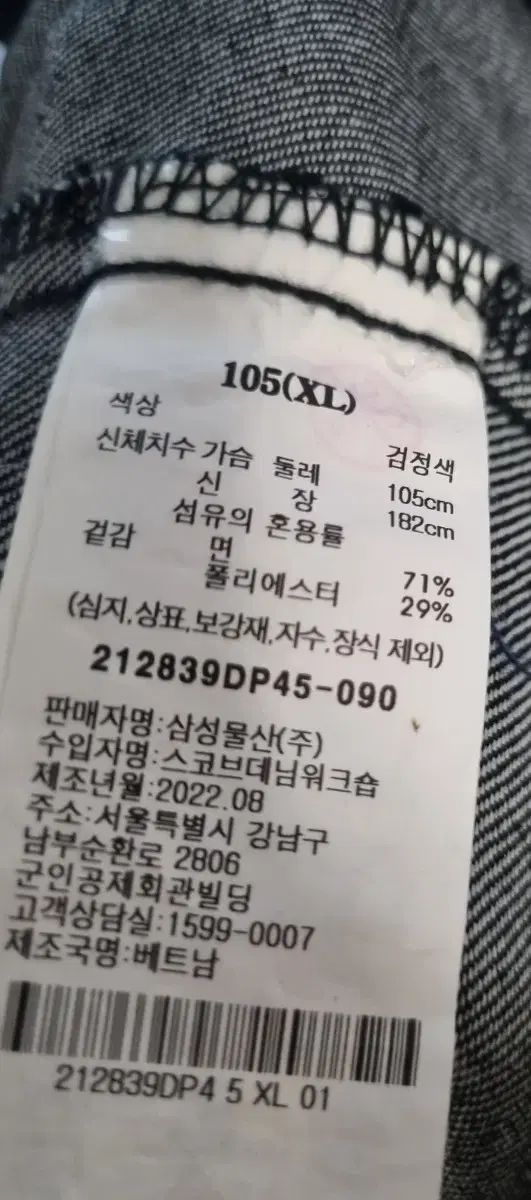 105(XL)
색상 검정색
신체치수 가슴 둘레 105cm
신 장 182cm
섬유의 혼용률
겉감 면 71%
폴리에스터 29%
(심지,상표,보강재,자수,장식 제외)
212839DP45-090
판매자명:삼성물산(주)
수입자명:스코브데님워크숍
제조년월:2022.08
주소:서울특별시 강남구
남부순환로 2806
군인공제회관빌딩
고객상담실:1599-0007
제조국명:베트남
212839DP4 5 XL 01